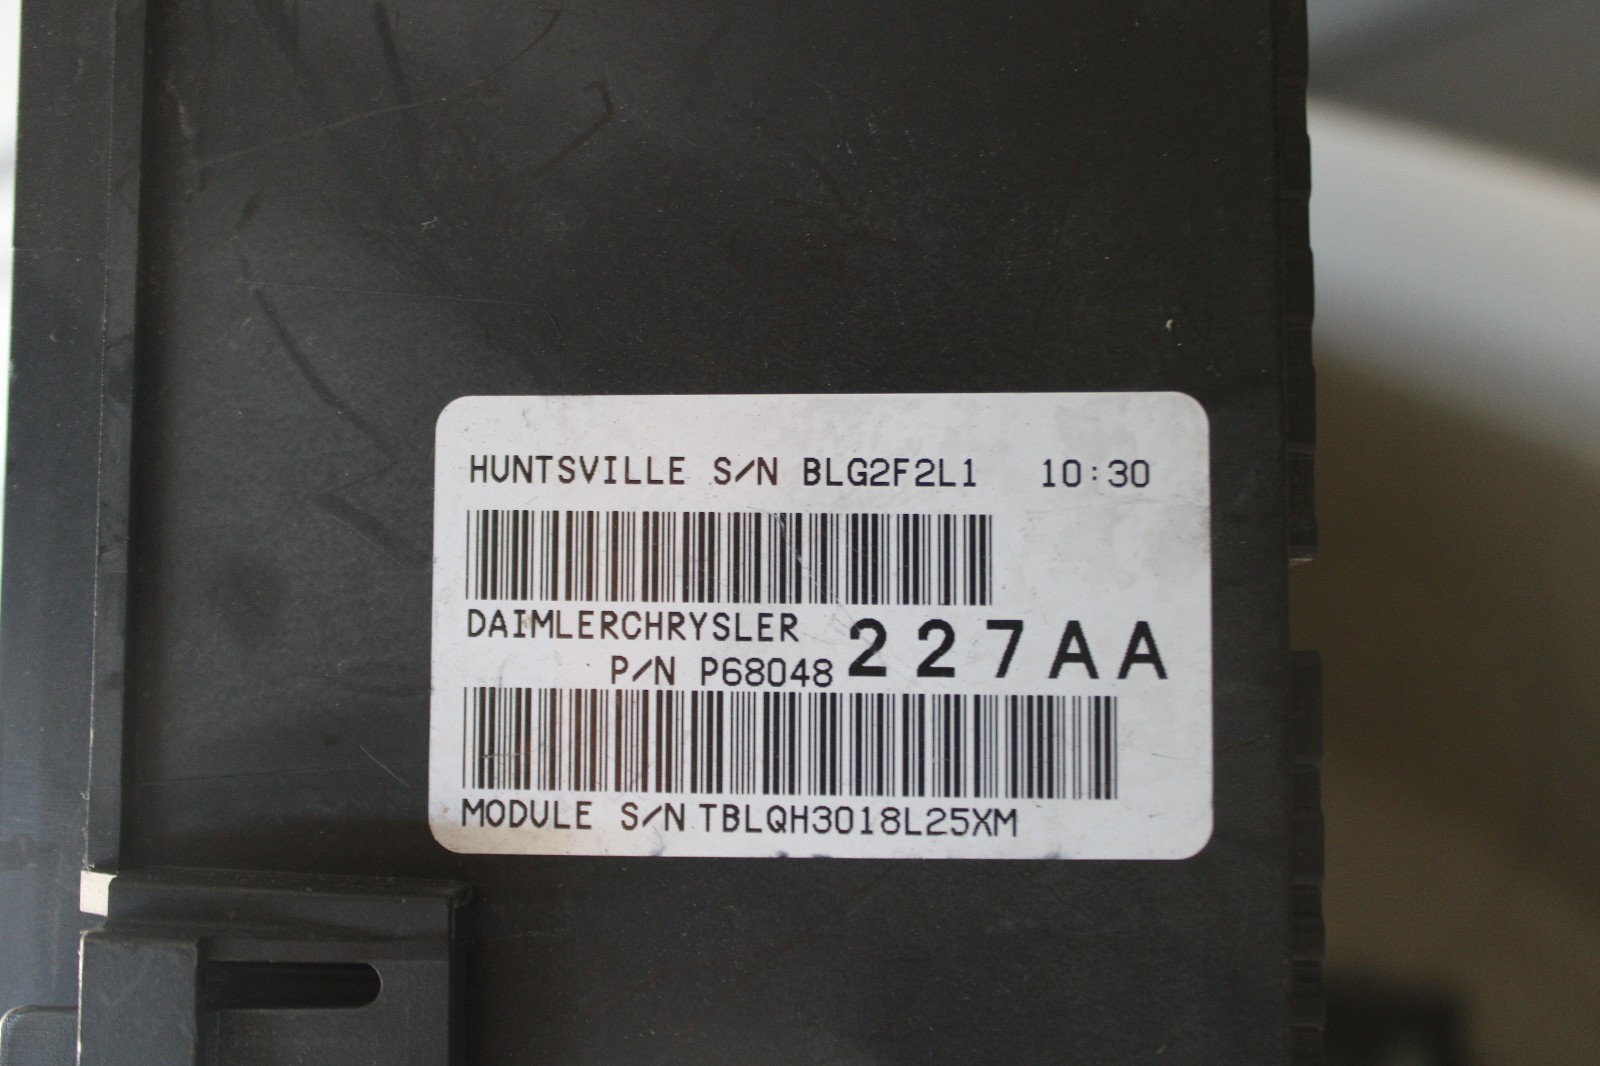 HUNTSVILLE S/N BLG2F2L1 10:30
DAIMLERCHRYSLER
P/N P68048 227AA
MODULE S/N TBLQH3018L25XM